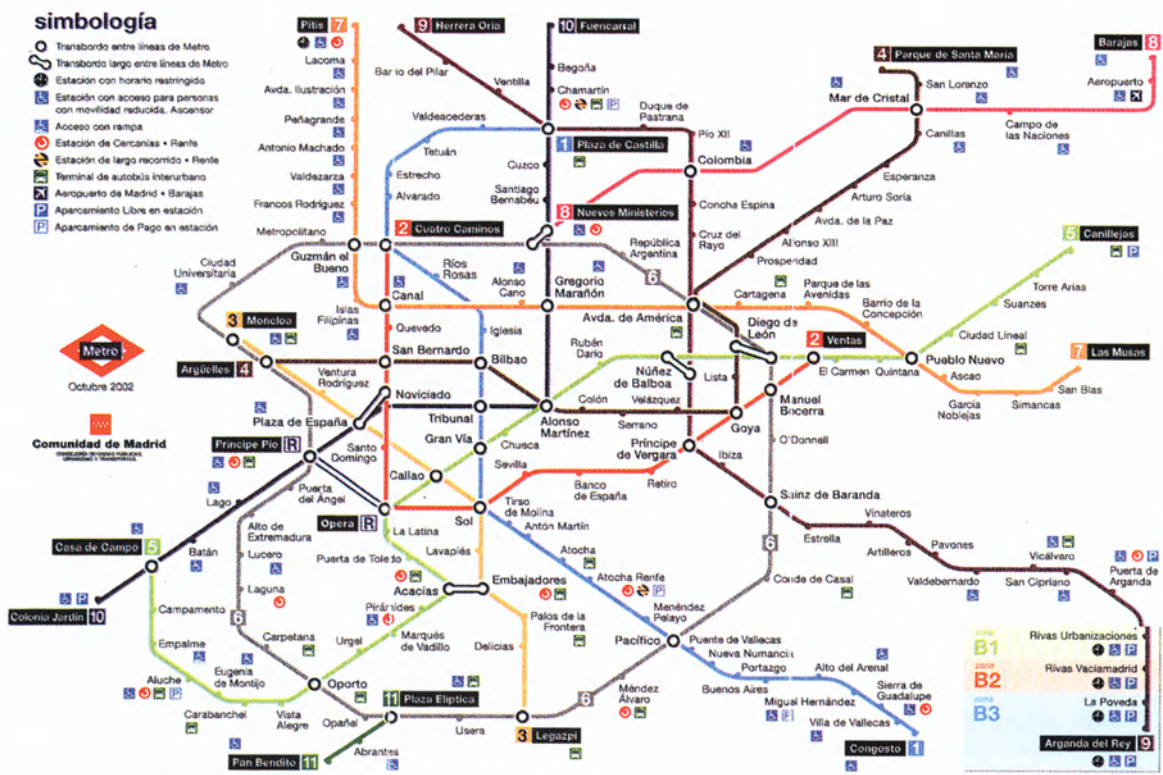 simbología
Transbordo entre líneas de Metro
Transbordo largo entre líneas de Metro
Estación con horario restringido
Estación con acceso para personas
con movilidad reducida. Ascensor
Acceso con rampa
Estación de Cercanías • Renfe
Estación de largo recorrido • Renfe
Terminal de autobús interurbano
Aeropuerto de Madrid • Barajas
P Aparcamiento Libre en estación
P Aparcamiento de Pago en estación
Pitis 7
9 Herrera Oria
10 Fuencarral
4 Parque de Santa María
Barajas 8
Lacoma
Avda. Ilustración
Peñagrande
Antonio Machado
Valdezarza
Francos Rodríguez
Barrio del Pilar
Ventilla
Begoña
Chamartín
P
Duque de
Pastrana
Pío XII
San Lorenzo
Mar de Cristal
Aeropuerto
Campo de
las Naciones
Canillas
Valdeacederas
Tetuán
Estrecho
Alvarado
1 Plaza de Castilla
Cuzco
Santiago
Bernabéu
Colombia
Esperanza
Arturo Soria
Avda. de la Paz
Alfonso XIII
Prosperidad
Concha Espina
Cruz del
Rayo
8 Nuevos Ministerios
2 Cuatro Caminos
Metropolitano
Ciudad
Universitaria
Guzmán el
Bueno
Ríos
Rosas
República
Argentina
6
5 Canillejas
P
Torre Arias
Suanzes
Ciudad Lineal
Islas
Filipinas
Canal
Alonso
Cano
Gregorio
Marañón
Avda. de América
Cartagena
Parque de las
Avenidas
Barrio de la
Concepción
3 Moncloa
Quevedo
Iglesia
Rubén
Darío
Diego de
León
2 Ventas
Pueblo Nuevo
7 Las Musas
Argüelles 4
Ventura
Rodríguez
San Bernardo
Bilbao
Núñez
de Balboa
Lista
El Carmen
Quintana
Ascao
García
Noblejas
Simancas
San Blas
Metro
Octubre 2002
Comunidad de Madrid
Noviciado
Plaza de España
Tribunal
Alonso
Martínez
Colón
Velázquez
Serrano
Goya
Manuel
Becerra
O'Donnell
Príncipe Pío R
Santo
Domingo
Gran Vía
Chueca
Príncipe
de Vergara
Ibiza
Callao
Sevilla
Banco
de España
Retiro
Lago
Puerta
del Ángel
Opera R
Sol
Tirso
de Molina
Antón Martín
Sainz de Baranda
Casa de Campo 5
Batán
Alto de
Extremadura
Lucero
Laguna
La Latina
Puerta de Toledo
Lavapiés
Acacias
Embajadores
Atocha
Atocha Renfe
P
Menéndez
Pelayo
6
Conde de Casal
Estrella
Vinateros
Artilleros
Pavones
Valdebernardo
Vicálvaro
San Cipriano
P
Puerta de
Arganda
P
Colonia Jardín 10
6
Campamento
Empalme
Aluche
P
Eugenia
de Montijo
Carabanchel
Vista
Alegre
Carpetana
Urgel
Pirámides
Marqués
de Vadillo
Delicias
Palos de la
Frontera
Pacífico
Puente de Vallecas
Nueva Numancia
Portazgo
Buenos Aires
Alto del Arenal
Miguel Hernández
P
Sierra de
Guadalupe
Villa de Vallecas
Congosto 1
Oporto
Opañel
11 Plaza Elíptica
Usera
3 Legazpi
6
Méndez
Álvaro
Abrantes
Pan Bendito 11
zona
B1
Rivas Urbanizaciones
P
zona
B2
Rivas Vaciamadrid
P
zona
B3
La Poveda
P
Arganda del Rey 9
P